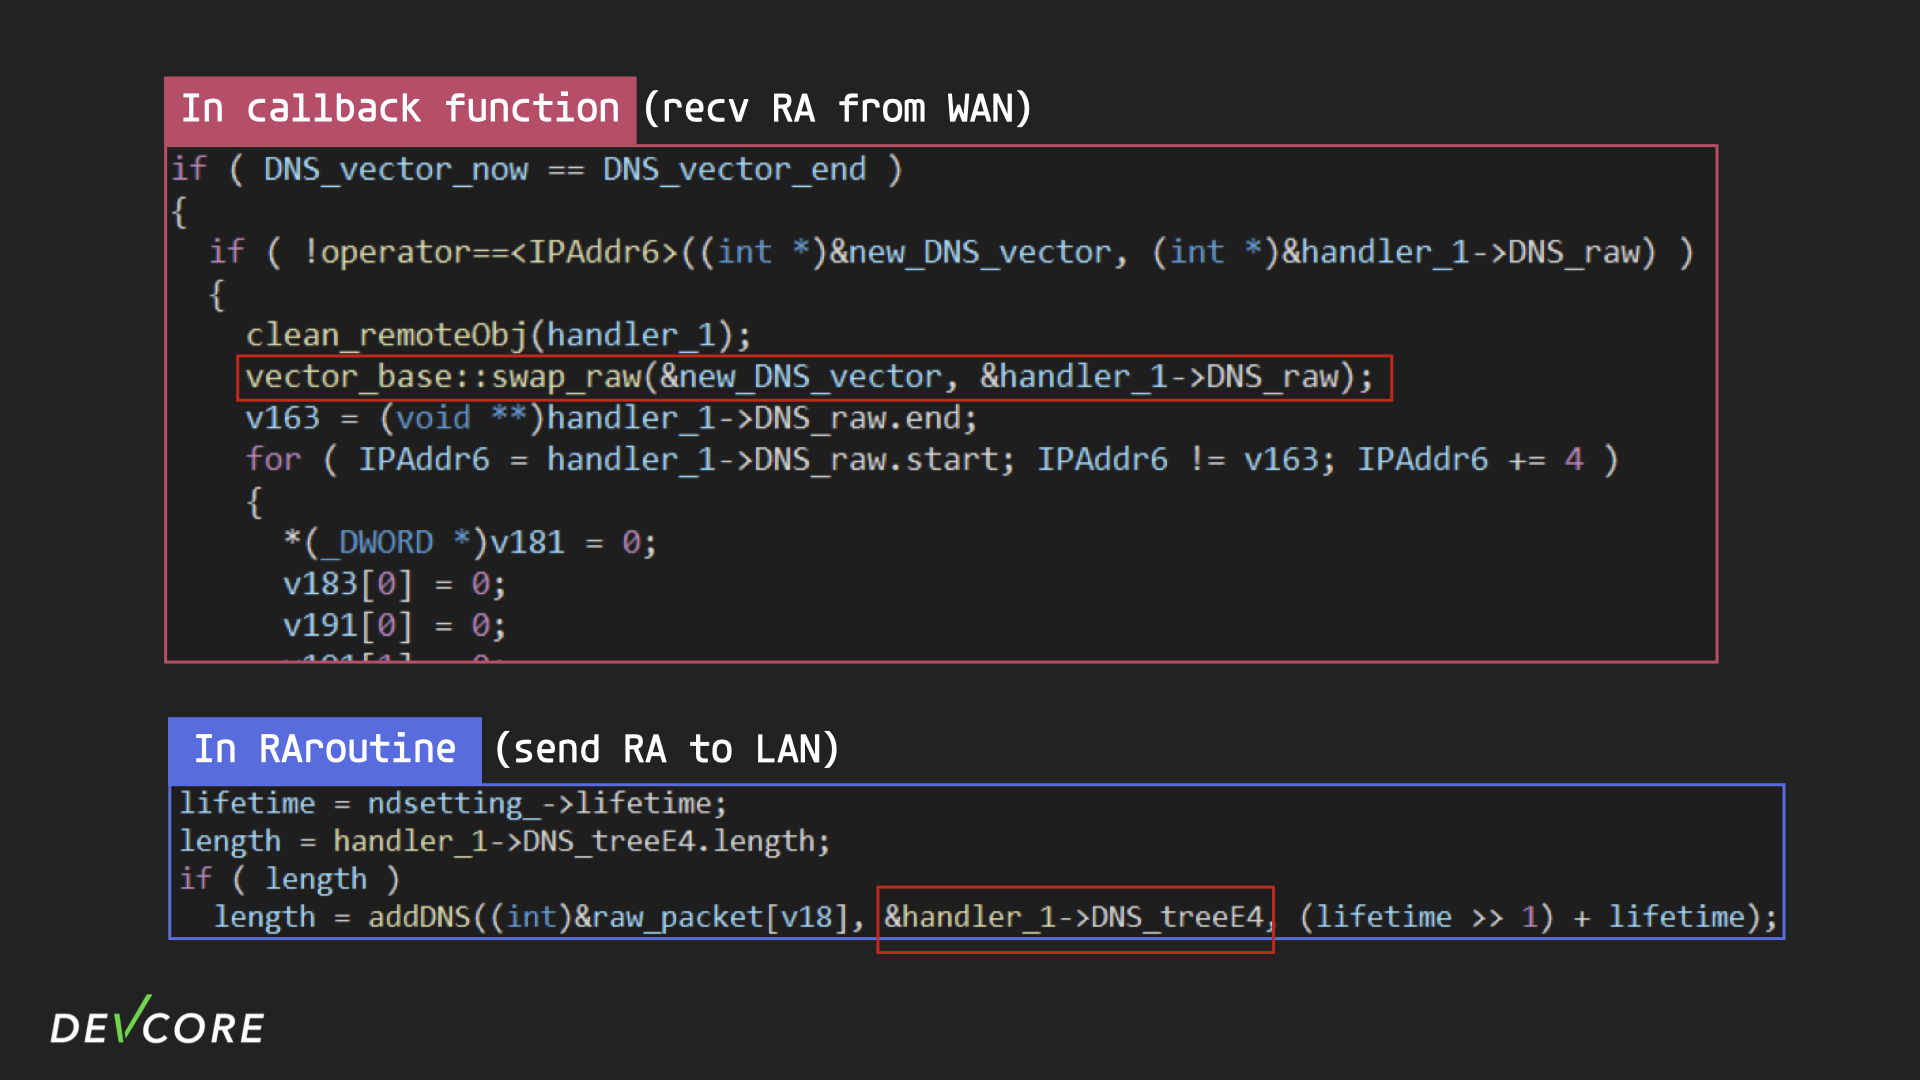 In callback function (recv RA from WAN)
if ( DNS_vector_now == DNS_vector_end )
{
if ( !operator==<IPAddr6>((int *)&new_DNS_vector, (int *)&handler_1->DNS_raw) )
{
clean_remoteObj(handler_1);
vector_base::swap_raw(&new_DNS_vector, &handler_1->DNS_raw);
v163 = (void **)handler_1->DNS_raw.end;
for ( IPAddr6 = handler_1->DNS_raw.start; IPAddr6 != v163; IPAddr6 += 4 )
{
*(_DWORD *)v181 = 0;
v183[0] = 0;
v191[0] = 0;
In RAroutine (send RA to LAN)
lifetime = ndsetting_->lifetime;
length = handler_1->DNS_treeE4.length;
if ( length )
length = addDNS((int)&raw_packet[v18], &handler_1->DNS_treeE4, (lifetime >> 1) + lifetime);
DEVCORE